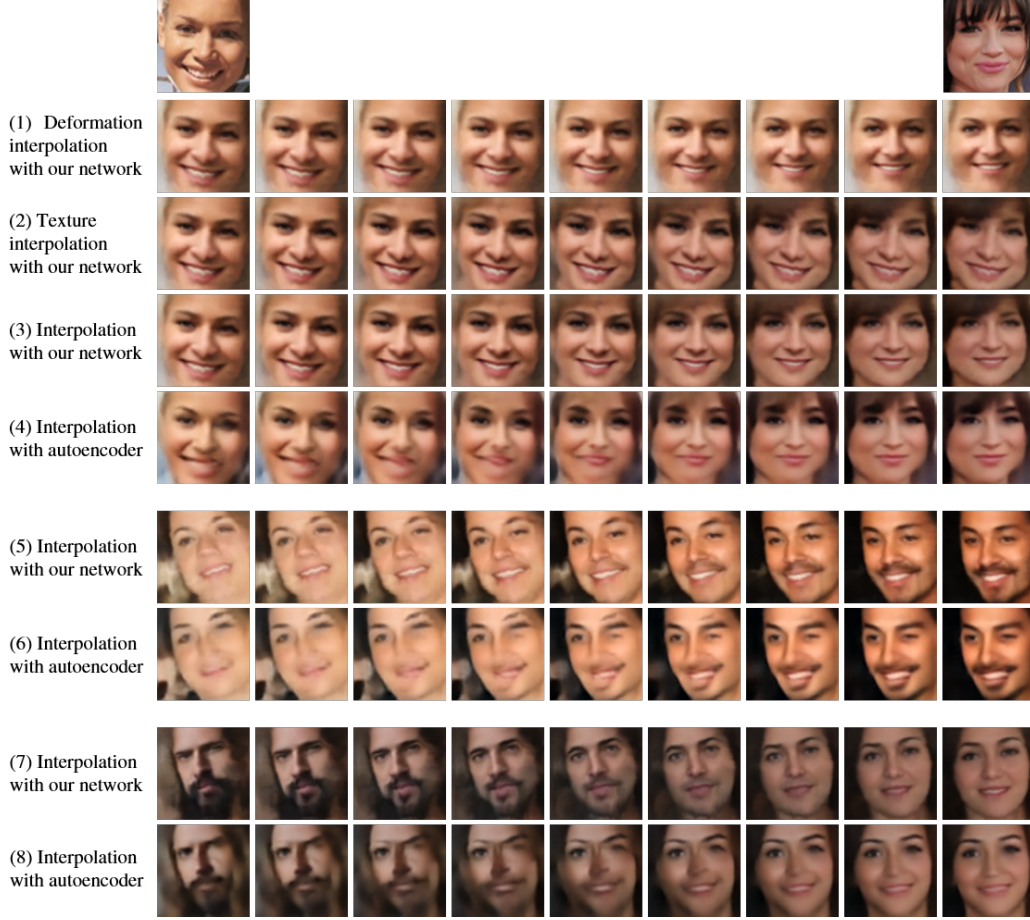 (1) Deformation
interpolation
with our network
(2) Texture
interpolation
with our network
(3) Interpolation
with our network
(4) Interpolation
with autoencoder
(5) Interpolation
with our network
(6) Interpolation
with autoencoder
(7) Interpolation
with our network
(8) Interpolation
with autoencoder